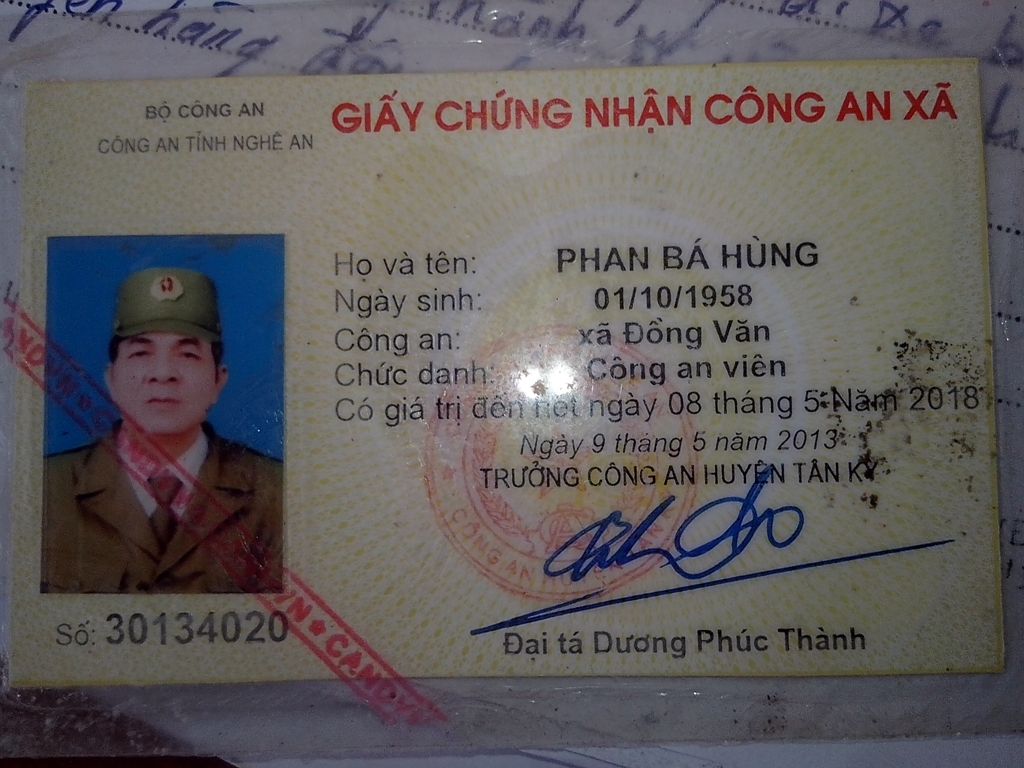 BỘ CÔNG AN
CÔNG AN TỈNH NGHỆ AN
GIẤY CHỨNG NHẬN CÔNG AN XÃ
Họ và tên: PHAN BÁ HÙNG
Ngày sinh: 01/10/1958
Công an: xã Đồng Văn
Chức danh: Công an viên
Có giá trị đến hết ngày 08 tháng 5 Năm 2018
Ngày 9 tháng 5 năm 2013
TRƯỞNG CÔNG AN HUYỆN TÂN KỲ
CÔNG AN
Đại tá Dương Phúc Thành
Số: 30134020